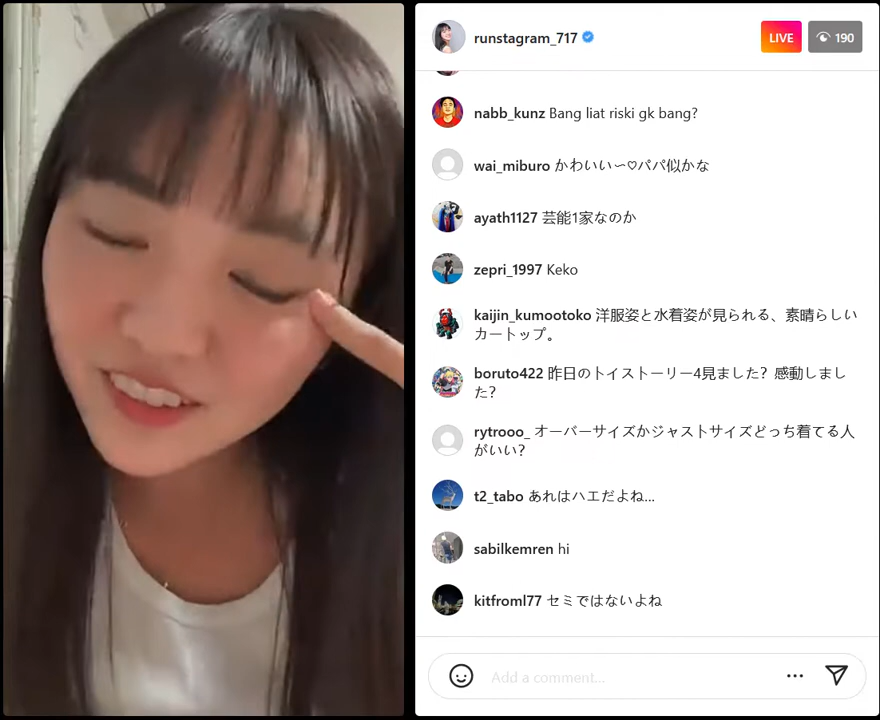 runstagram_717
LIVE
190
nabb_kunz Bang liat riski gk bang?
wai_miburo かわいいー♡パパ似かな
ayath1127 芸能1家なのか
zepri_1997 Keko
kaijin_kumootoko 洋服姿と水着姿が見られる、素晴らしい
カートップ。
boruto422 昨日のトイストーリー4見ました？感動しまし
た？
rytrooo_ オーバーサイズかジャストサイズどっち着てる人
がいい？
t2_tabo あれはハエだよね...
sabilkemren hi
kitfroml77 セミではないよね
Add a comment...